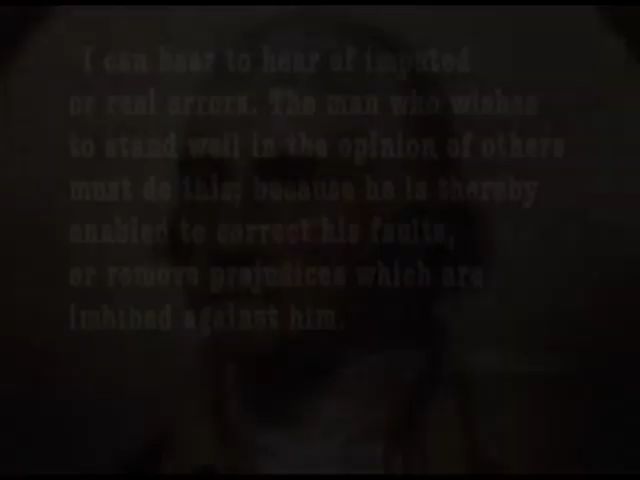 I can bear to hear of imputed
or real errors. The man who wishes
to stand well in the opinion of others
must do this; because he is thereby
enabled to correct his faults,
or remove prejudices which are
imbibed against him.